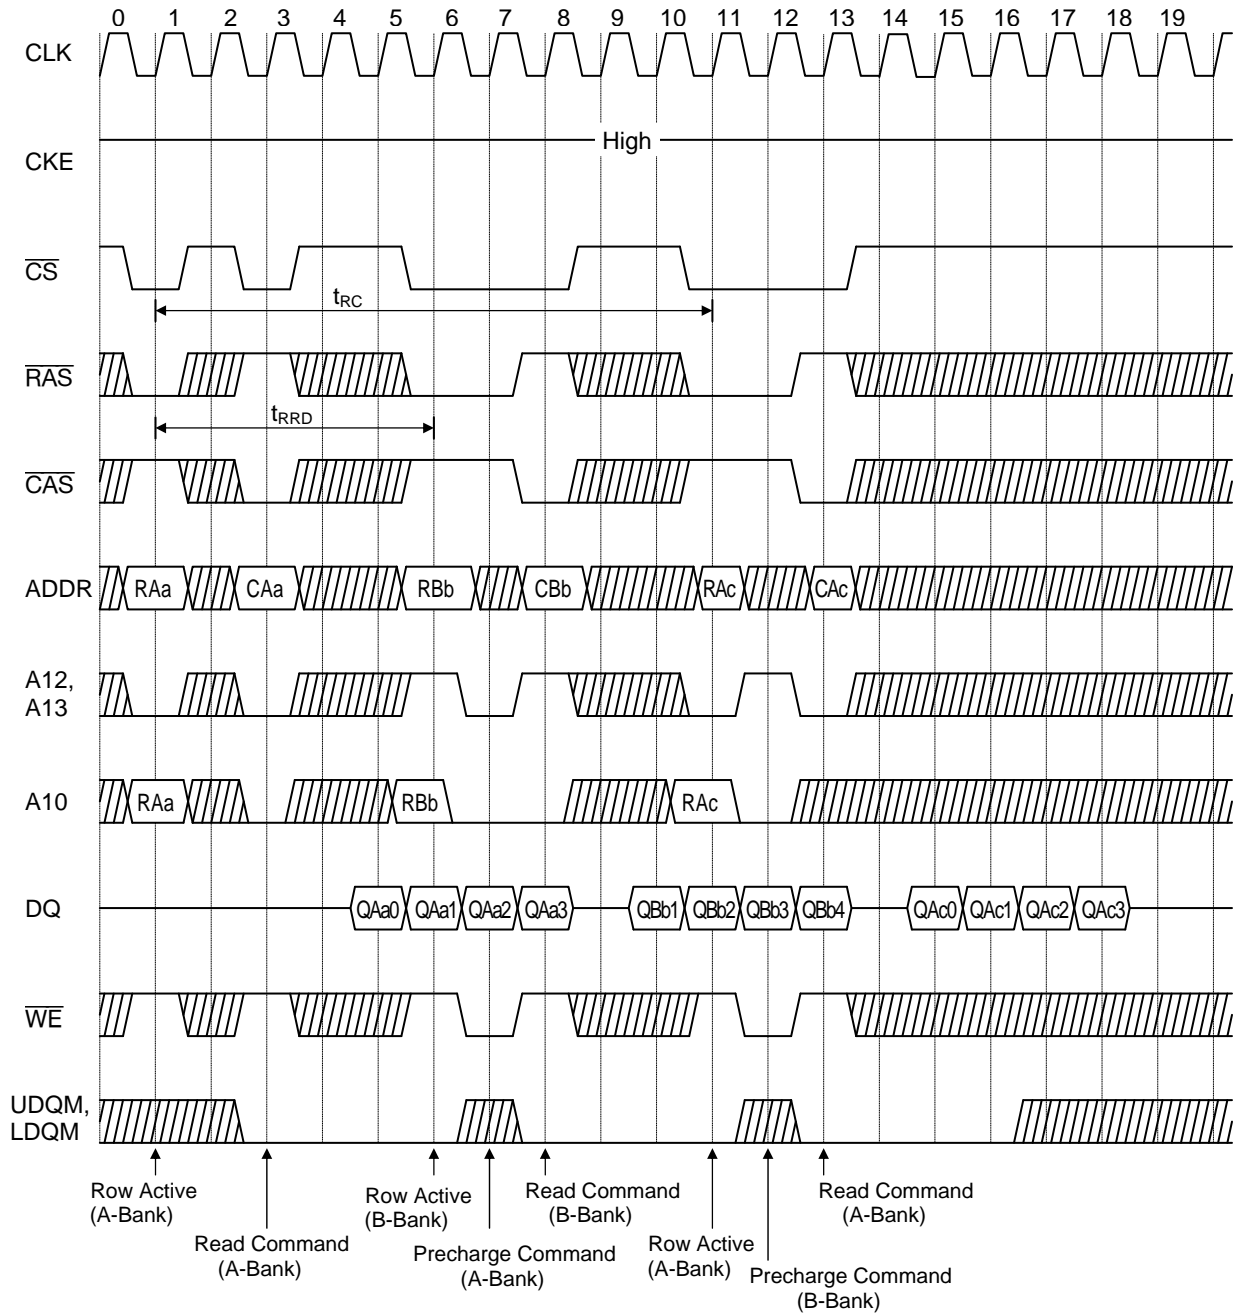 0 1 2 3 4 5 6 7 8 9 10 11 12 13 14 15 16 17 18 19
CLK
High
CKE
CS
tRC
RAS
tRRD
CAS
ADDR RAa CAa RBb CBb RAc CAc
A12,
A13
A10 RAa RBb RAc
DQ QAa0 QAa1 QAa2 QAa3 QBb1 QBb2 QBb3 QBb4 QAc0 QAc1 QAc2 QAc3
WE
UDQM,
LDQM
Row Active
(A-Bank)
Read Command
(A-Bank)
Row Active
(B-Bank)
Precharge Command
(A-Bank)
Read Command
(B-Bank)
Row Active
(A-Bank)
Precharge Command
(B-Bank)
Read Command
(A-Bank)